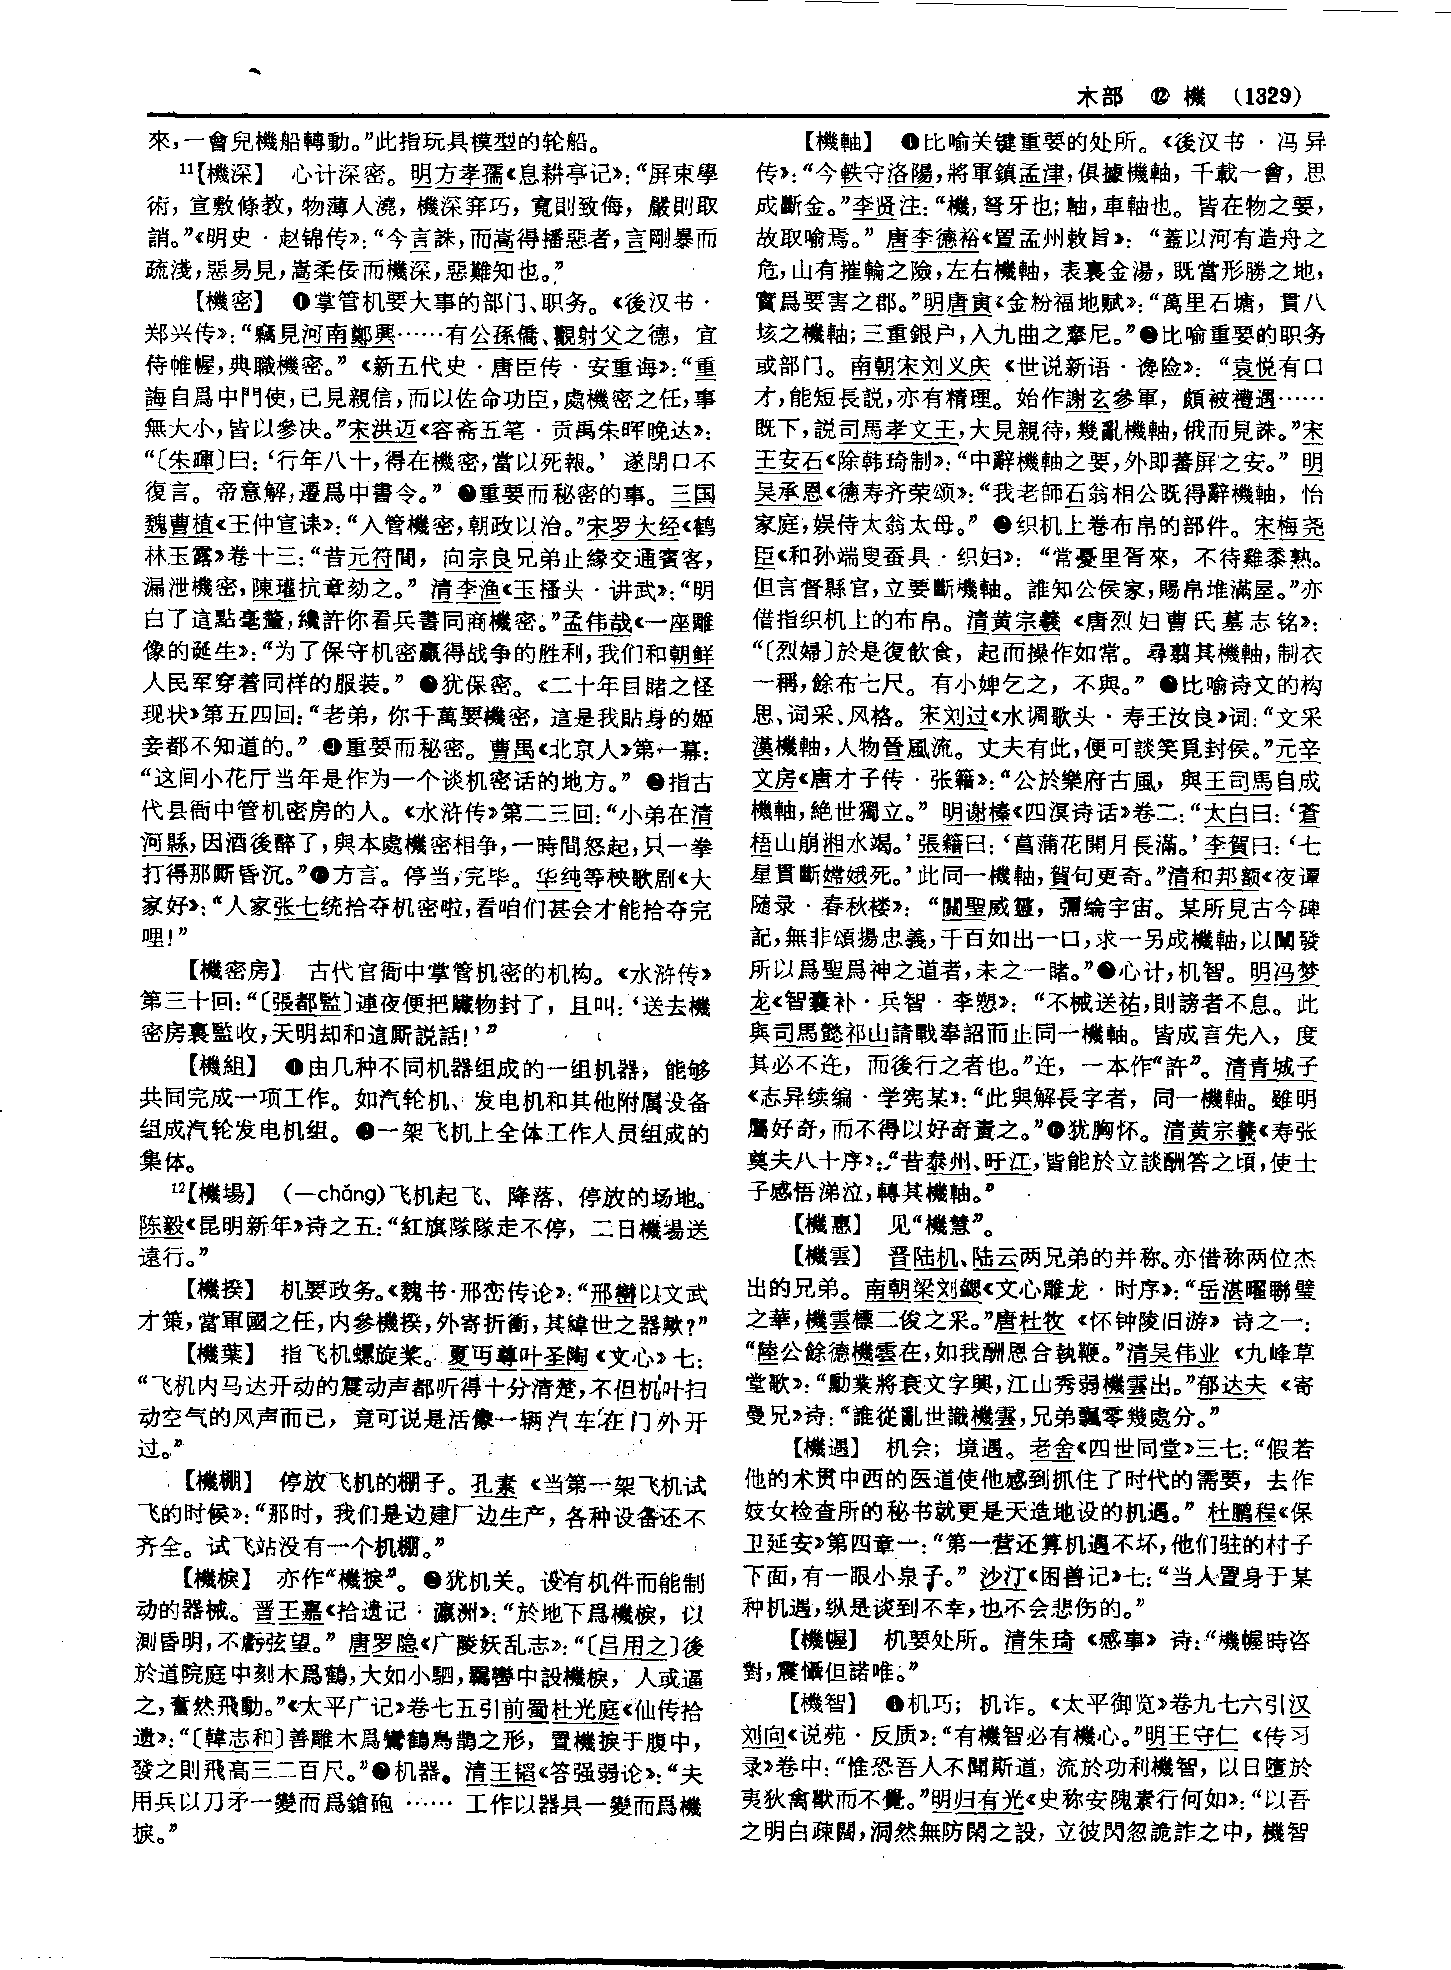 木部 ⑫ 機 (1329)
來，一會兒機船轉動。”此指玩具模型的轮船。
11【機深】 心计深密。明方孝孺《息耕亭记》：“屏束學
術，宣敷條教，物薄人澆，機深弈巧，寬則致侮，嚴則取
誚。”《明史·赵锦传》：“今言誅，而嵩得播惡者，言剛暴而
疏淺，惡易見，嵩柔佞而機深，惡難知也。”
【機密】 ❶掌管机要大事的部门、职务。《後汉书·
郑兴传》：“竊見河南鄭興……有公孫僑、觀射父之德，宜
侍帷幄，典職機密。”《新五代史·唐臣传·安重诲》：“重
誨自爲中門使，已見親信，而以佐命功臣，處機密之任，事
無大小，皆以參决。”宋洪迈《容斋五笔·贡禹朱晖晚达》：
“〔朱暉〕曰：‘行年八十，得在機密，當以死報。’遂閉口不
復言。帝意解，遷爲中書令。”❷重要而秘密的事。三国
魏曹植《王仲宣诔》：“入管機密，朝政以治。”宋罗大经《鹤
林玉露》卷十三：“昔元符間，向宗良兄弟止緣交通賓客，
漏泄機密，陳瓘抗章劾之。”清李渔《玉搔头·讲武》：“明
白了這點毫釐，纔許你看兵書同商機密。”孟伟哉《一座雕
像的诞生》：“为了保守机密赢得战争的胜利，我们和朝鲜
人民军穿着同样的服装。”❸犹保密。《二十年目睹之怪
现状》第五四回：“老弟，你千萬要機密，這是我貼身的姬
妾都不知道的。”❹重要而秘密。曹禺《北京人》第一幕：
“这间小花厅当年是作为一个谈机密话的地方。”❺指古
代县衙中管机密房的人。《水浒传》第二三回：“小弟在清
河縣，因酒後醉了，與本處機密相争，一時間怒起，只一拳
打得那厮昏沉。”❻方言。停当，完毕。华纯等秧歌剧《大
家好》：“人家张七统拾夺机密啦，看咱们甚会才能拾夺完
哩！”
【機密房】 古代官衙中掌管机密的机构。《水浒传》
第三十回：“〔張都監〕連夜便把贜物封了，且叫：‘送去機
密房裏監收，天明却和這厮説話！’”
【機組】 ❶由几种不同机器组成的一组机器，能够
共同完成一项工作。如汽轮机、发电机和其他附属设备
组成汽轮发电机组。❷一架飞机上全体工作人员组成的
集体。
12【機場】 (—chǎng)飞机起飞、降落、停放的场地。
陈毅《昆明新年》诗之五：“紅旗隊隊走不停，二日機場送
遠行。”
【機揆】 机要政务。《魏书·邢峦传论》：“邢巒以文武
才策，當軍國之任，内參機揆，外寄折衝，其緯世之器歟？”
【機葉】 指飞机螺旋桨。夏丏尊叶圣陶《文心》七：
“飞机内马达开动的震动声都听得十分清楚，不但机叶扫
动空气的风声而已，竟可说是活像一辆汽车在门外开
过。”
【機棚】 停放飞机的棚子。孔素《当第一架飞机试
飞的时候》：“那时，我们是边建厂边生产，各种设备还不
齐全。试飞站没有一个机棚。”
【機棙】 亦作“機捩”。❶犹机关。设有机件而能制
动的器械。晋王嘉《拾遗记·瀛洲》：“於地下爲機棙，以
測昏明，不虧弦望。”唐罗隐《广陵妖乱志》：“〔吕用之〕後
於道院庭中刻木爲鶴，大如小駟，羈轡中設機棙，人或逼
之，奮然飛動。”《太平广记》卷七五引前蜀杜光庭《仙传拾
遗》：“〔韓志和〕善雕木爲鸞鶴鳥鵲之形，置機捩于腹中，
發之則飛高三二百尺。”❷机器。清王韬《答强弱论》：“夫
用兵以刀矛一變而爲鎗砲……工作以器具一變而爲機
捩。”
【機軸】 ❶比喻关键重要的处所。《後汉书·冯异
传》：“今軼守洛陽，將軍鎮孟津，俱據機軸，千載一會，思
成斷金。”李贤注：“機，弩牙也；軸，車軸也。皆在物之要，
故取喻焉。”唐李德裕《置孟州敕旨》：“蓋以河有造舟之
危，山有摧輪之險，左右機軸，表裏金湯，既當形勝之地，
實爲要害之郡。”明唐寅《金粉福地赋》：“萬里石塘，貫八
垓之機軸；三重銀户，入九曲之摩尼。”❷比喻重要的职务
或部门。南朝宋刘义庆《世说新语·谗险》：“袁悦有口
才，能短長説，亦有精理。始作謝玄參軍，頗被禮遇……
既下，説司馬孝文王，大見親待，幾亂機軸，俄而見誅。”宋
王安石《除韩琦制》：“中辭機軸之要，外即蕃屏之安。”明
吴承恩《德寿齐荣颂》：“我老師石翁相公既得辭機軸，怡
家庭，娱侍太翁太母。”❸织机上卷布帛的部件。宋梅尧
臣《和孙端叟蚕具·织妇》：“常憂里胥來，不待雞黍熟。
但言督縣官，立要斷機軸。誰知公侯家，賜帛堆滿屋。”亦
借指织机上的布帛。清黄宗羲《唐烈妇曹氏墓志铭》：
“〔烈婦〕於是復飲食，起而操作如常。尋翦其機軸，制衣
一稱，餘布七尺。有小婢乞之，不與。”❹比喻诗文的构
思、词采、风格。宋刘过《水调歌头·寿王汝良》词：“文采
漢機軸，人物晉風流。丈夫有此，便可談笑覓封侯。”元辛
文房《唐才子传·张籍》：“公於樂府古風，與王司馬自成
機軸，絶世獨立。”明谢榛《四溟诗话》卷二：“太白曰：‘蒼
梧山崩湘水竭。’張籍曰：‘菖蒲花開月長滿。’李賀曰：‘七
星貫斷嫦娥死。’此同一機軸，賀句更奇。”清和邦额《夜谭
随录·春秋楼》：“關聖威靈，彌綸宇宙。某所見古今碑
記，無非頌揚忠義，千百如出一口，求一另成機軸，以闡發
所以爲聖爲神之道者，未之一睹。”❺心计，机智。明冯梦
龙《智囊补·兵智·李愬》：“不械送祐，則謗者不息。此
與司馬懿祁山請戰奉詔而止同一機軸。皆成言先入，度
其必不迕，而後行之者也。”迕，一本作“許”。清青城子
《志异续编·学宪某》：“此與解長字者，同一機軸。雖明
屬好奇，而不得以好奇責之。”❻犹胸怀。清黄宗羲《寿张
奠夫八十序》：“昔泰州、旴江，皆能於立談酬答之頃，使士
子感悟涕泣，轉其機軸。”
【機惠】 见“機慧”。
【機雲】 晋陆机、陆云两兄弟的并称。亦借称两位杰
出的兄弟。南朝梁刘勰《文心雕龙·时序》：“岳湛曜聯璧
之華，機雲標二俊之采。”唐杜牧《怀钟陵旧游》诗之一：
“陸公餘德機雲在，如我酬恩合執鞭。”清吴伟业《九峰草
堂歌》：“勳業將衰文字興，江山秀弱機雲出。”郁达夫《寄
曼兄》诗：“誰從亂世識機雲，兄弟飄零幾處分。”
【機遇】 机会；境遇。老舍《四世同堂》三七：“假若
他的术贯中西的医道使他感到抓住了时代的需要，去作
妓女检查所的秘书就更是天造地设的机遇。”杜鹏程《保
卫延安》第四章一：“第一营还算机遇不坏，他们驻的村子
下面，有一眼小泉子。”沙汀《困兽记》七：“当人置身于某
种机遇，纵是谈到不幸，也不会悲伤的。”
【機幄】 机要处所。清朱琦《感事》诗：“機幄時咨
對，震懾但諾唯。”
【機智】 ❶机巧；机诈。《太平御览》卷九七六引汉
刘向《说苑·反质》：“有機智必有機心。”明王守仁《传习
录》卷中：“惟恐吾人不聞斯道，流於功利機智，以日墮於
夷狄禽獸而不覺。”明归有光《史称安隗素行何如》：“以吾
之明白疎闊，洞然無防閑之設，立彼閃忽詭詐之中，機智